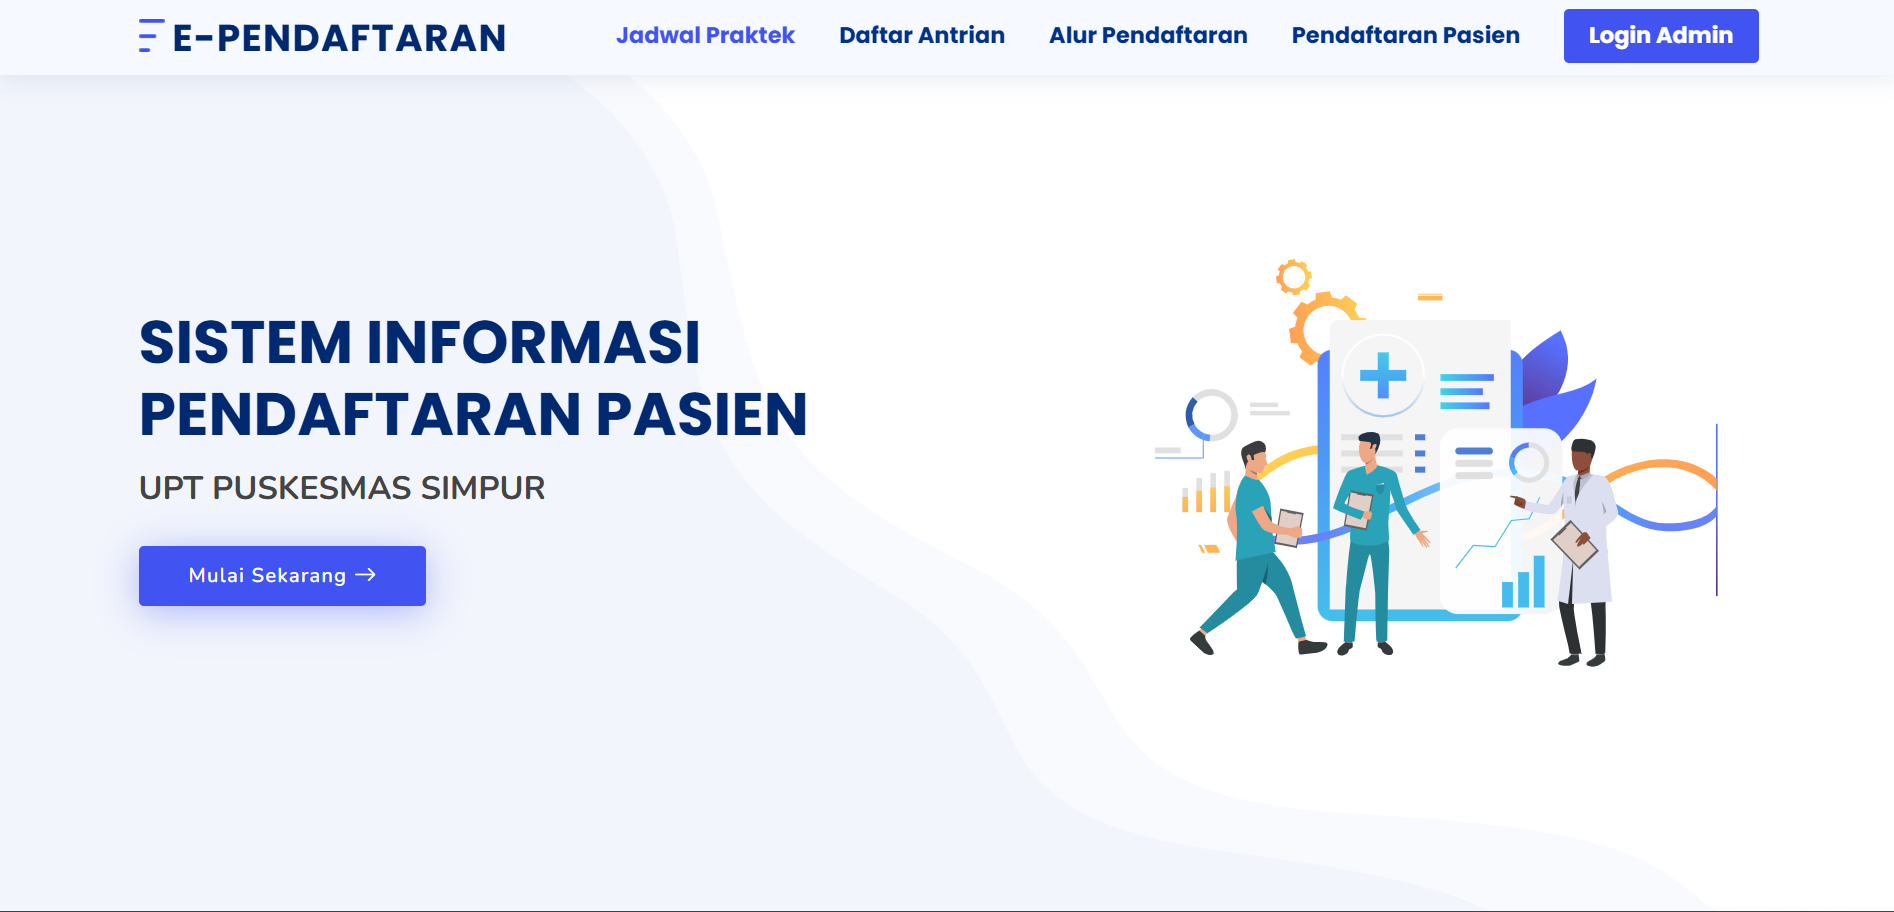 E-PENDAFTARAN
Jadwal Praktek
Daftar Antrian
Alur Pendaftaran
Pendaftaran Pasien
Login Admin
SISTEM INFORMASI
PENDAFTARAN PASIEN
UPT PUSKESMAS SIMPUR
Mulai Sekarang →